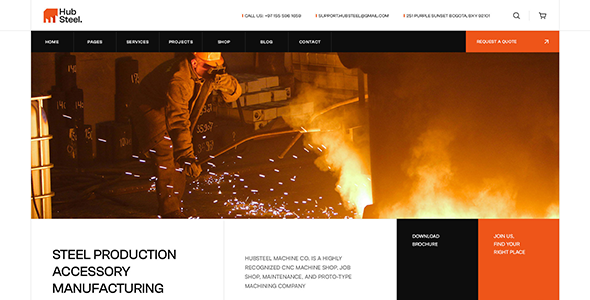 Hub
Steel.
CALL US: +97 155 596 1959
SUPPORT.HUBSTEEL@GMAIL.COM
251 PURPLE SUNSET BOGOTA, BXY 92101
HOME
PAGES
SERVICES
PROJECTS
SHOP
BLOG
CONTACT
REQUEST A QUOTE
STEEL PRODUCTION
ACCESSORY
MANUFACTURING
HUBSTEEL MACHINE CO. IS A HIGHLY
RECOGNIZED CNC MACHINE SHOP, JOB
SHOP, MAINTENANCE, AND PROTO-TYPE
MACHINING COMPANY
DOWNLOAD
BROCHURE
JOIN US,
FIND YOUR
RIGHT PLACE